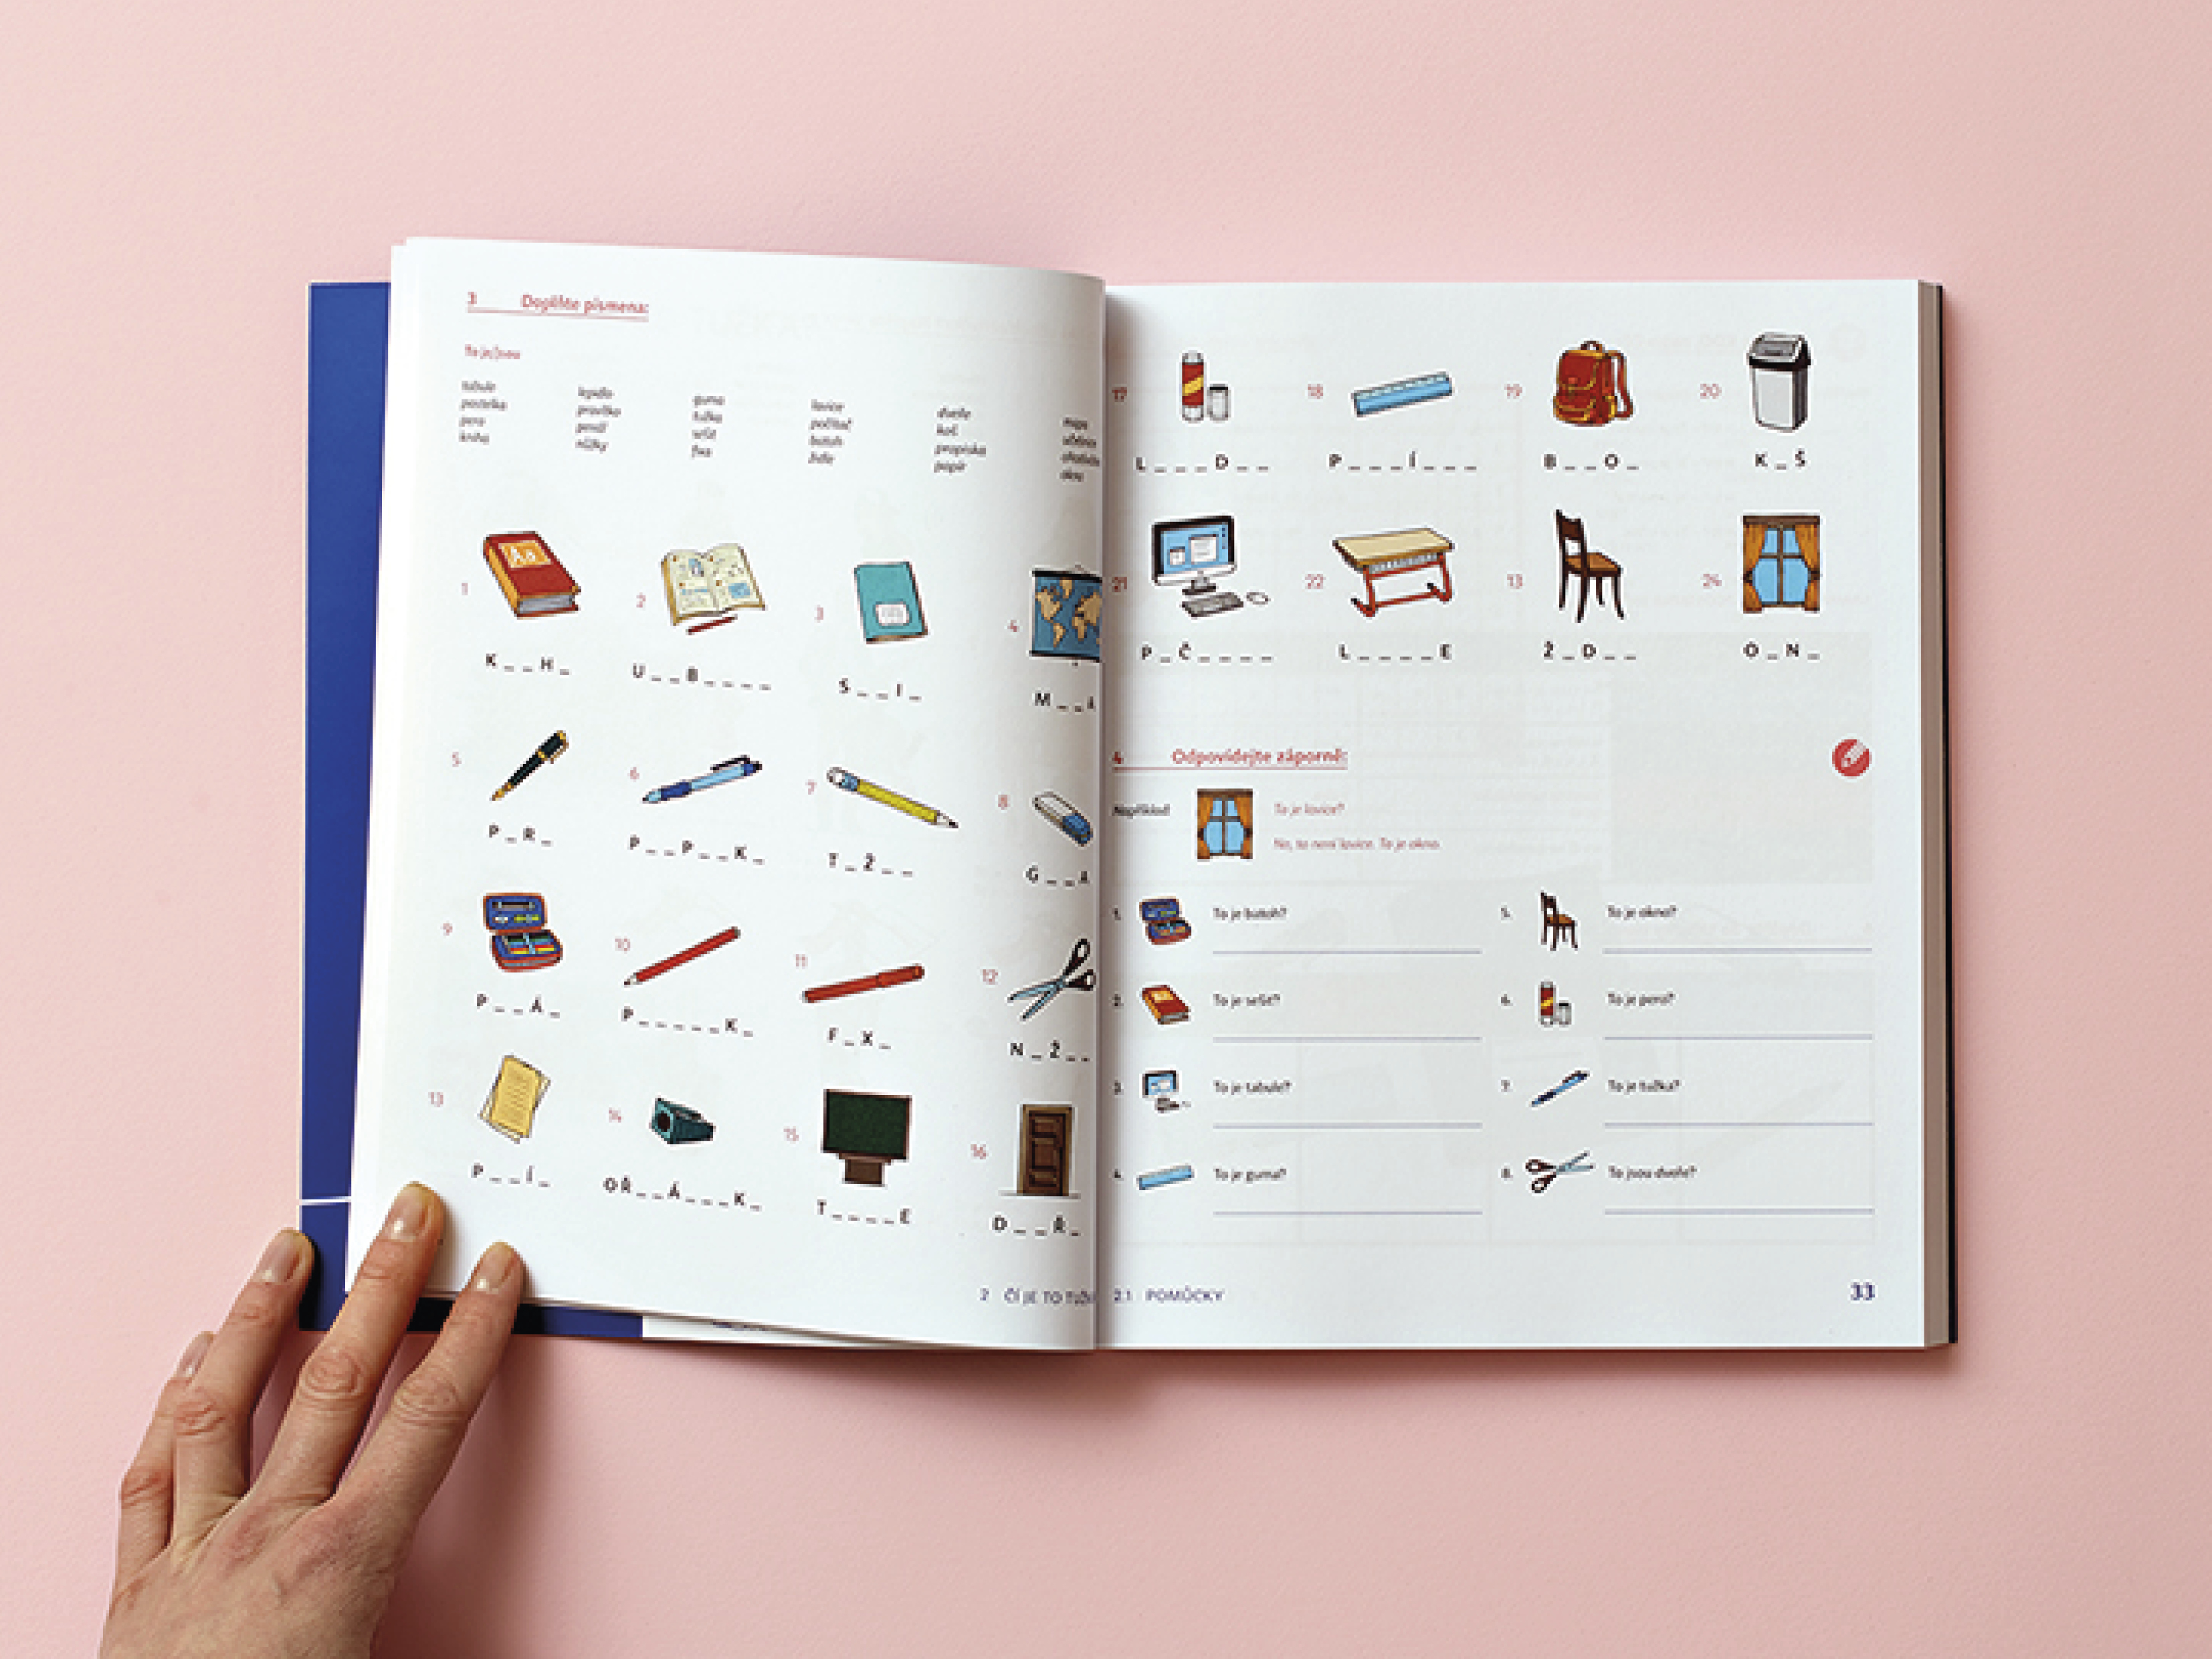 3 Doplňte písmena:
To je/jsou
tabule
pastelka
pero
kniha
lepidlo
pravítko
penál
nůžky
guma
tužka
sešit
fixa
lavice
počítač
batoh
židle
dveře
koš
propiska
papír
mapa
učebnice
okno
1 2 3 4
K _ _ H _ U _ _ B _ _ _ _ S _ _ I _ M _ _ A
5 6 7 8
P _ R _ P _ _ P _ _ K _ T _ Ž _ _ G _ _ A
9 10 11 12
P _ _ Á _ P _ _ _ _ _ K _ F _ X _ N _ Ž _ _
13 14 15 16
P _ _ Í _ OŘ _ _ Á _ _ _ K _ T _ _ _ _ E D _ _ Ř _
2 ČÍ JE TO
17 18 19 20
L _ _ _ D _ _ P _ _ _ Í _ _ _ B _ _ O _ K _ Š
21 22 13 24
P _ Č _ _ _ _ L _ _ _ _ E Ž _ D _ _ O _ N _
4 Odpovídejte záporně:
Například To je lavice?
Ne, to není lavice. To je okno.
1. To je batoh?
2. To je sešit?
3. To je tabule?
4. To je guma?
5. To je okno?
6. To je pero?
7. To je tužka?
8. To jsou dveře?
2.1 POMŮCKY 33